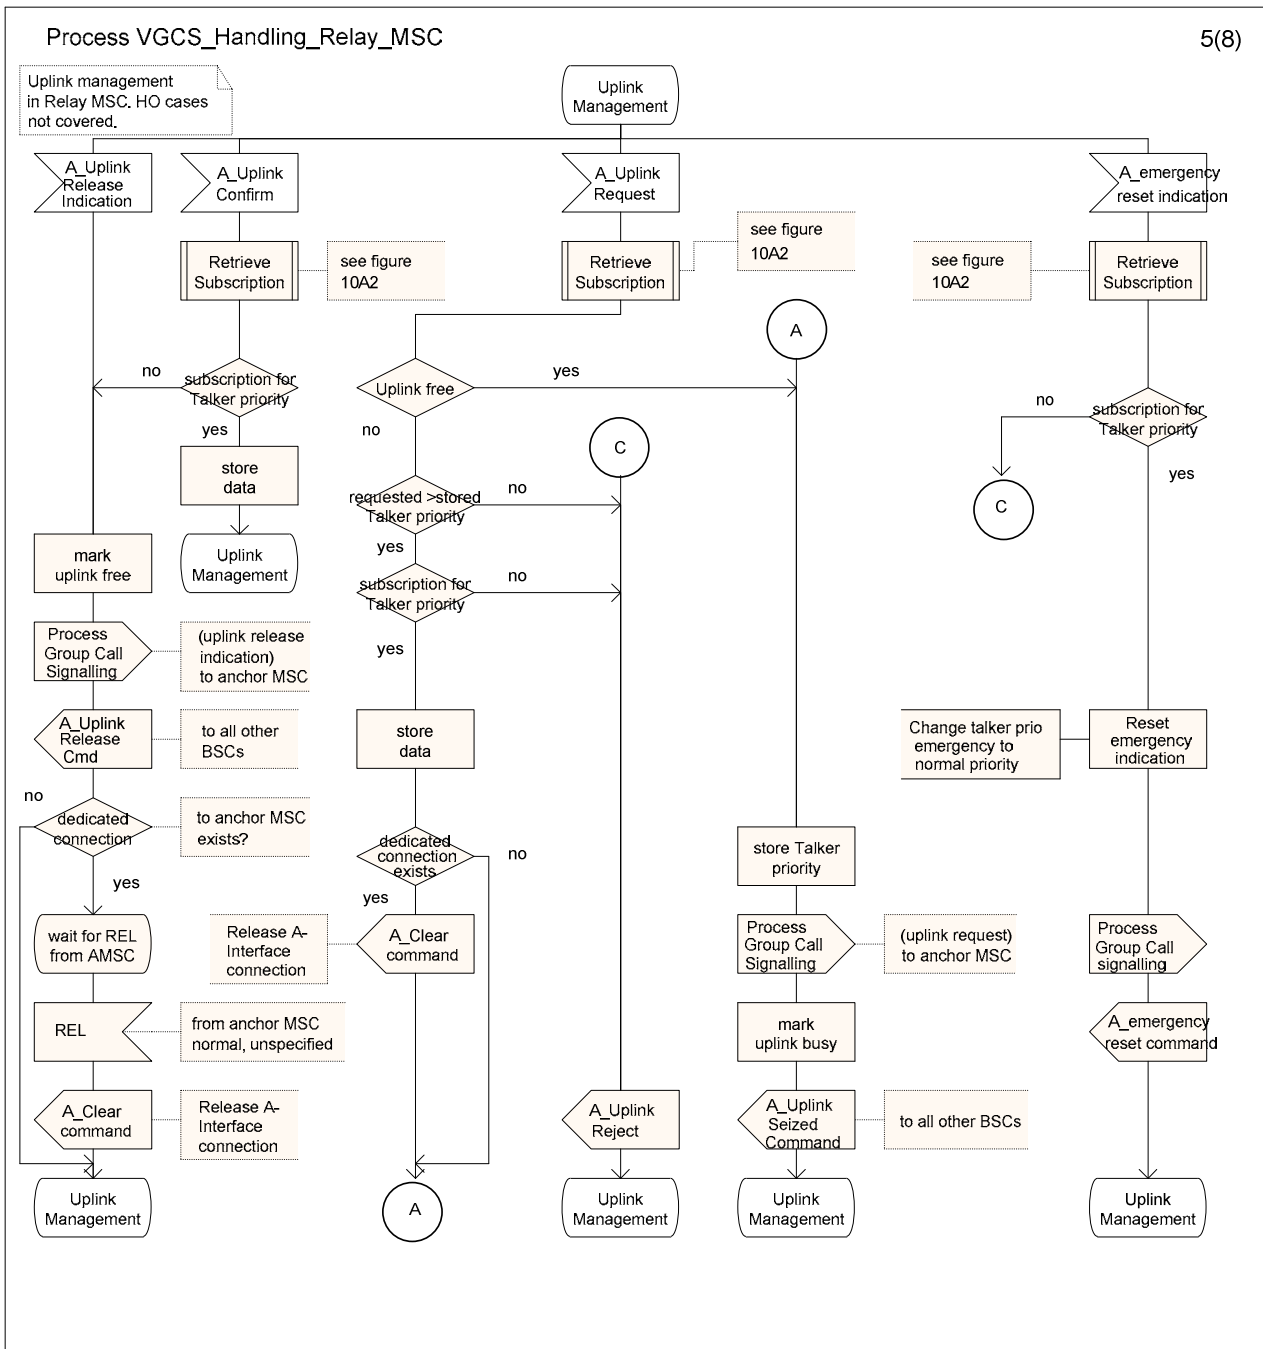 Process VGCS_Handling_Relay_MSC
5(8)
Uplink management
in Relay MSC. HO cases
not covered.
Uplink
Management
A_Uplink
Release
Indication
A_Uplink
Confirm
A_Uplink
Request
A_emergency
reset indication
Retrieve
Subscription
see figure
10A2
Retrieve
Subscription
see figure
10A2
see figure
10A2
Retrieve
Subscription
A
no
subscription for
Talker priority
yes
Uplink free
yes
no
C
no
subscription for
Talker priority
yes
store
data
requested >stored
Talker priority
no
yes
C
mark
uplink free
Uplink
Management
subscription for
Talker priority
no
yes
Process
Group Call
Signalling
(uplink release
indication)
to anchor MSC
A_Uplink
Release
Cmd
to all other
BSCs
store
data
Change talker prio
emergency to
normal priority
Reset
emergency
indication
no
dedicated
connection
to anchor MSC
exists?
yes
dedicated
connection
exists
no
yes
store Talker
priority
wait for REL
from AMSC
Release A-
Interface
connection
A_Clear
command
Process
Group Call
Signalling
(uplink request)
to anchor MSC
Process
Group Call
signalling
REL
from anchor MSC
normal, unspecified
mark
uplink busy
A_emergency
reset command
A_Clear
command
Release A-
Interface
connection
A_Uplink
Reject
A_Uplink
Seized
Command
to all other BSCs
Uplink
Management
A
Uplink
Management
Uplink
Management
Uplink
Management